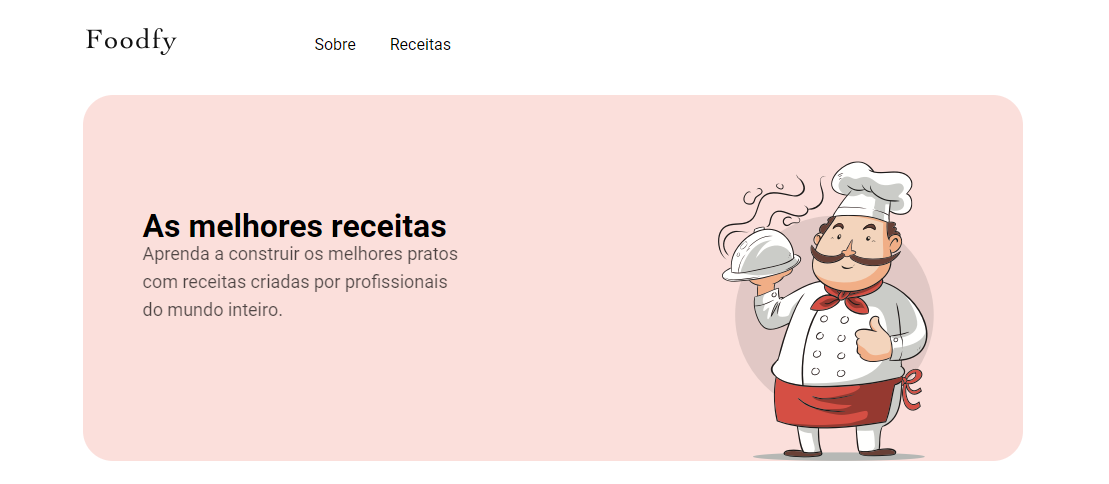 Foodfy
Sobre
Receitas
As melhores receitas
Aprenda a construir os melhores pratos
com receitas criadas por profissionais
do mundo inteiro.